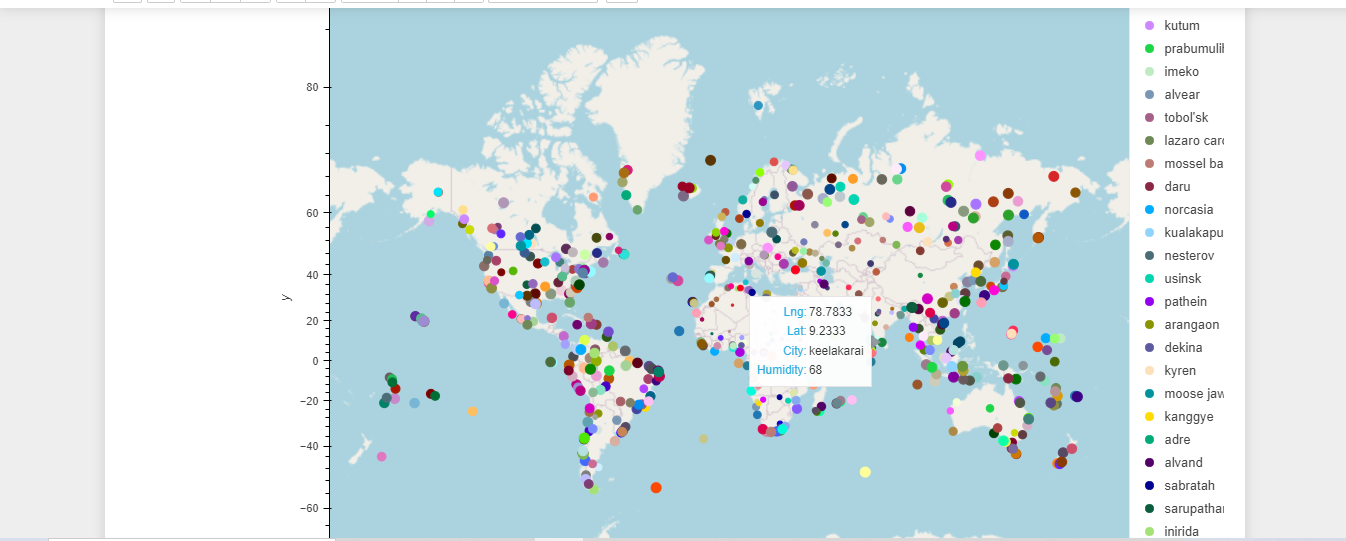 80
60
40
20
0
−20
−40
−60
y
Lng: 78.7833
Lat: 9.2333
City: keelakarai
Humidity: 68
kutum
prabumulih
imeko
alvear
tobol'sk
lazaro carc
mossel ba
daru
norcasia
kualakapu
nesterov
usinsk
pathein
arangaon
dekina
kyren
moose jaw
kanggye
adre
alvand
sabratah
sarupathar
inirida